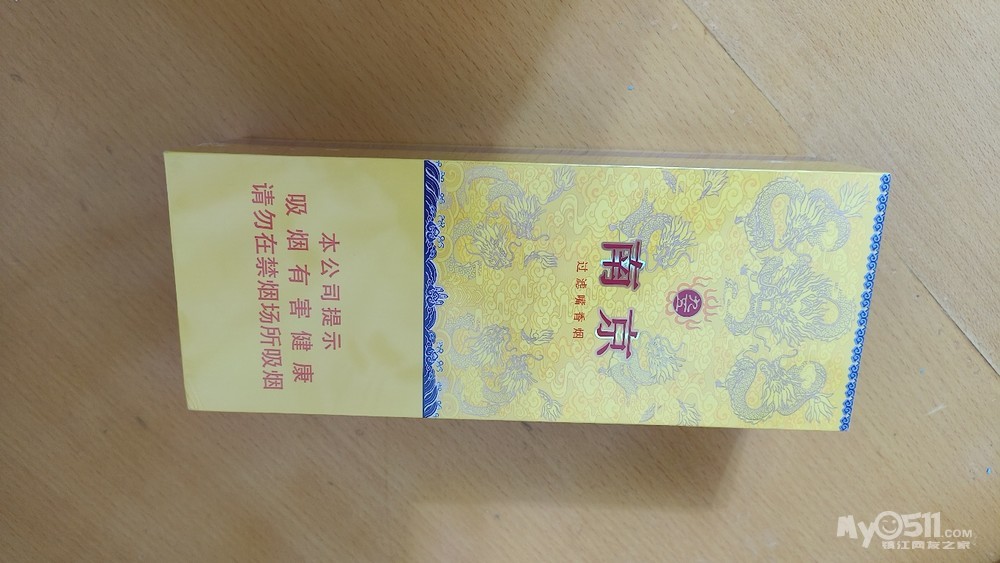 南京
过滤嘴香烟
本公司提示
吸烟有害健康
请勿在禁烟场所吸烟
My0511.COM
镇江网友之家